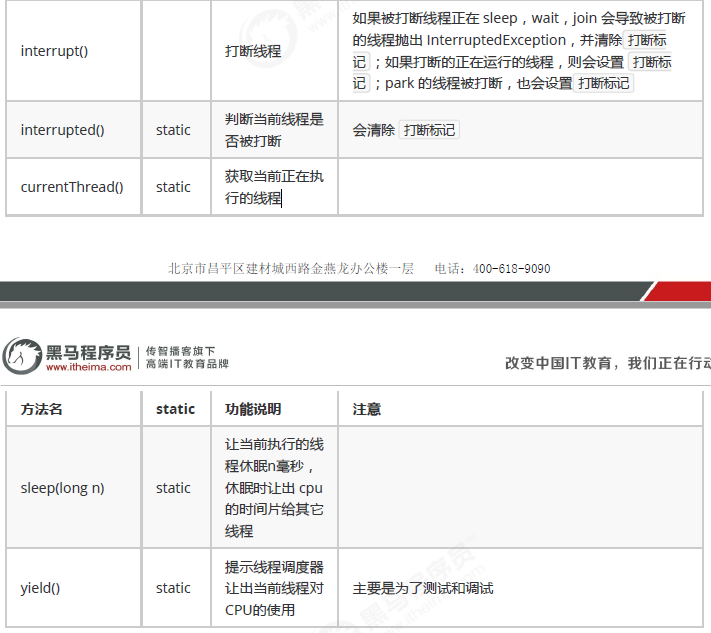 interrupt()
打断线程
如果被打断线程正在 sleep，wait，join 会导致被打断
的线程抛出 InterruptedException，并清除 打断标
记 ；如果打断的正在运行的线程，则会设置 打断标
记 ；park 的线程被打断，也会设置 打断标记
interrupted()
static
判断当前线程是
否被打断
会清除 打断标记
currentThread()
static
获取当前正在执
行的线程
北京市昌平区建材城西路金燕龙办公楼一层 电话：400-618-9090
黑马程序员
www.itheima.com
传智播客旗下
高端IT教育品牌
改变中国IT教育，我们正在行动
方法名
static
功能说明
注意
sleep(long n)
static
让当前执行的线
程休眠n毫秒，
休眠时让出 cpu
的时间片给其它
线程
yield()
static
提示线程调度器
让出当前线程对
CPU的使用
主要是为了测试和调试